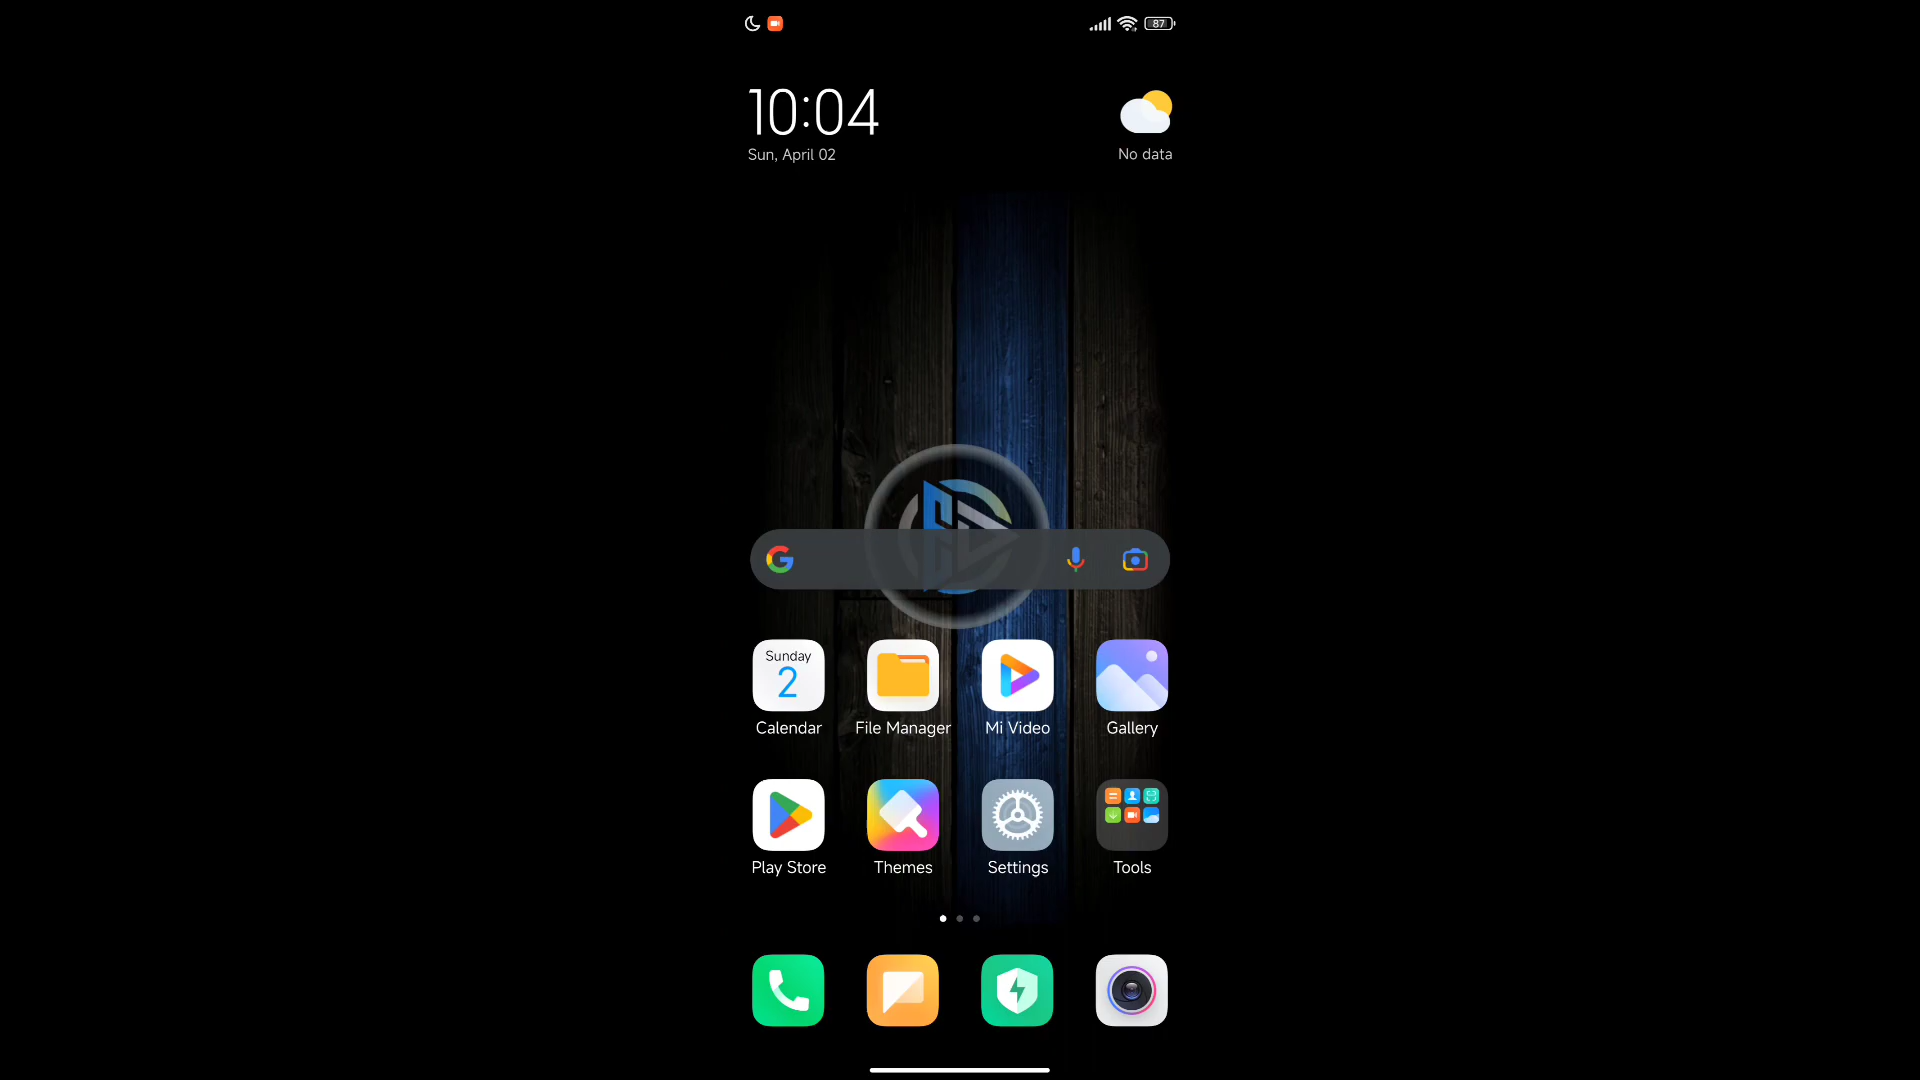 87
10:04
Sun, April 02
No data
Sunday
2
Calendar
File Manager
Mi Video
Gallery
Play Store
Themes
Settings
Tools